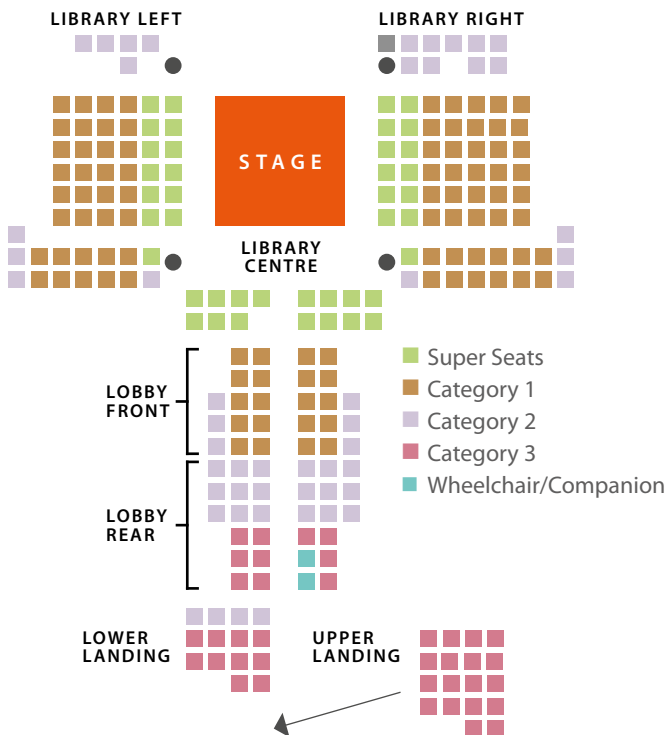 LIBRARY LEFT
LIBRARY RIGHT
STAGE
LIBRARY
CENTRE
Super Seats
Category 1
Category 2
Category 3
Wheelchair/Companion
LOBBY
FRONT
LOBBY
REAR
LOWER
LANDING
UPPER
LANDING